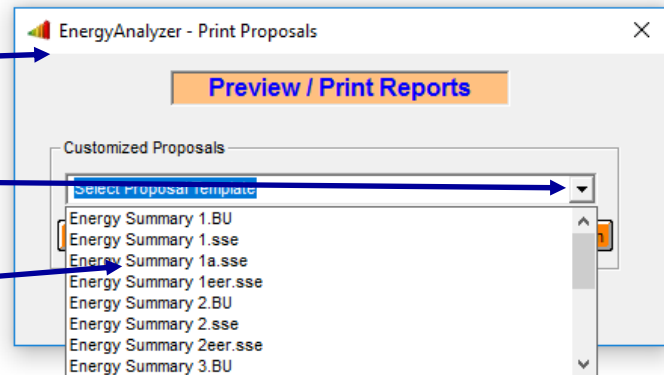 EnergyAnalyzer - Print Proposals
Preview / Print Reports
Customized Proposals
Select Proposal Template
Energy Summary 1.BU
Energy Summary 1.sse
Energy Summary 1a.sse
Energy Summary 1eer.sse
Energy Summary 2.BU
Energy Summary 2.sse
Energy Summary 2eer.sse
Energy Summary 3.BU